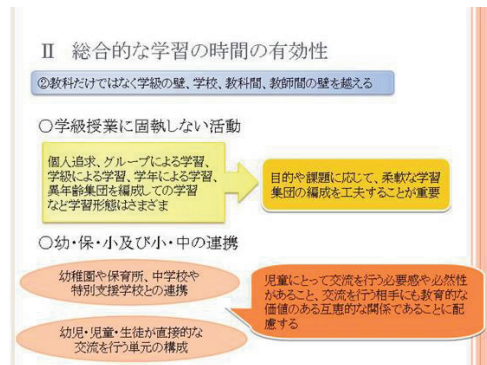 Ⅱ 総合的な学習の時間の有効性
②教科だけではなく学級の壁、学校、教科間、教師間の壁を越える
○学級授業に固執しない活動
個人追求、グループによる学習、
学級による学習、学年による学習、
異年齢集団を編成しての学習
など学習形態はさまざま
目的や課題に応じて、柔軟な学習
集団の編成を工夫することが重要
○幼・保・小及び小・中の連携
幼稚園や保育所、中学校や
特別支援学校との連携
幼児・児童・生徒が直接的な
交流を行う単元の構成
児童にとって交流を行う必要感や必然性
があること、交流を行う相手にも教育的な
価値のある互恵的な関係であることに配
慮する